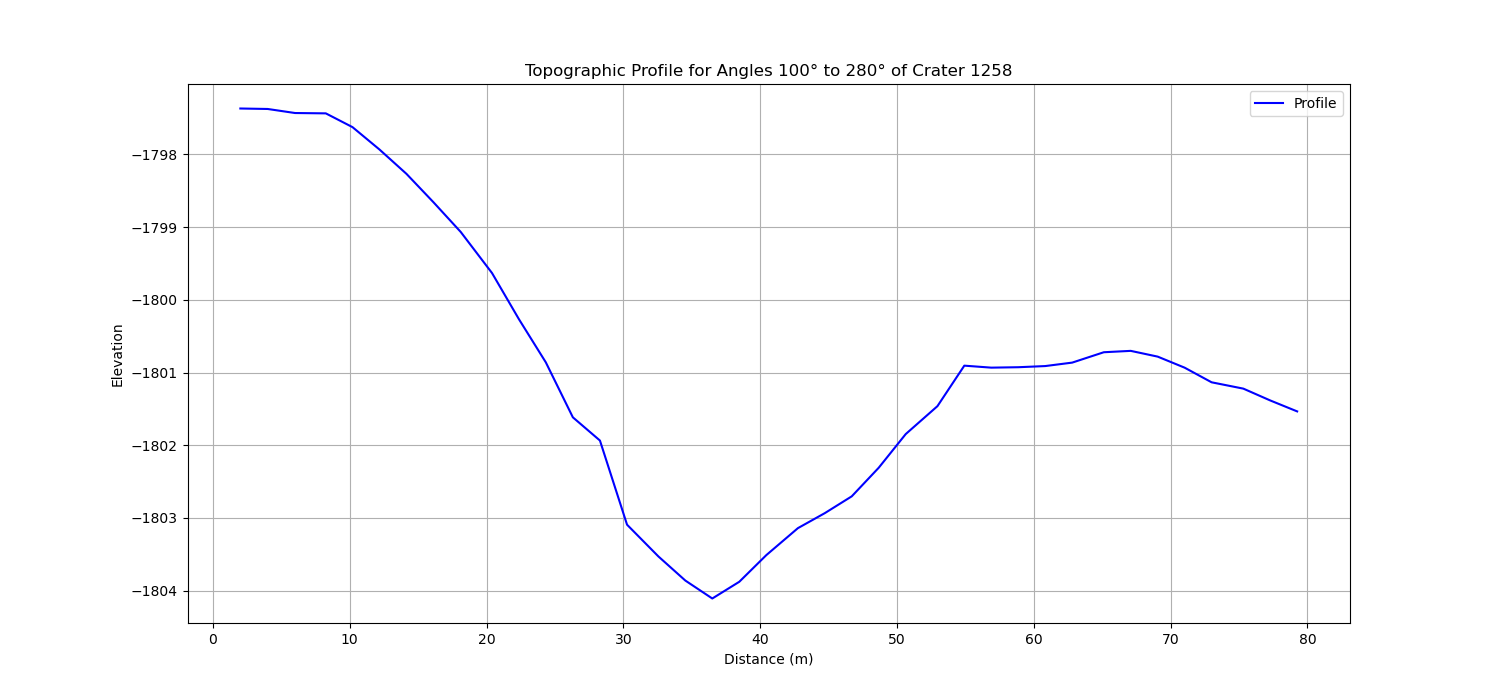 Topographic Profile for Angles 100° to 280° of Crater 1258
Profile
−1798
−1799
−1800
−1801
−1802
−1803
−1804
Elevation
0 10 20 30 40 50 60 70 80
Distance (m)